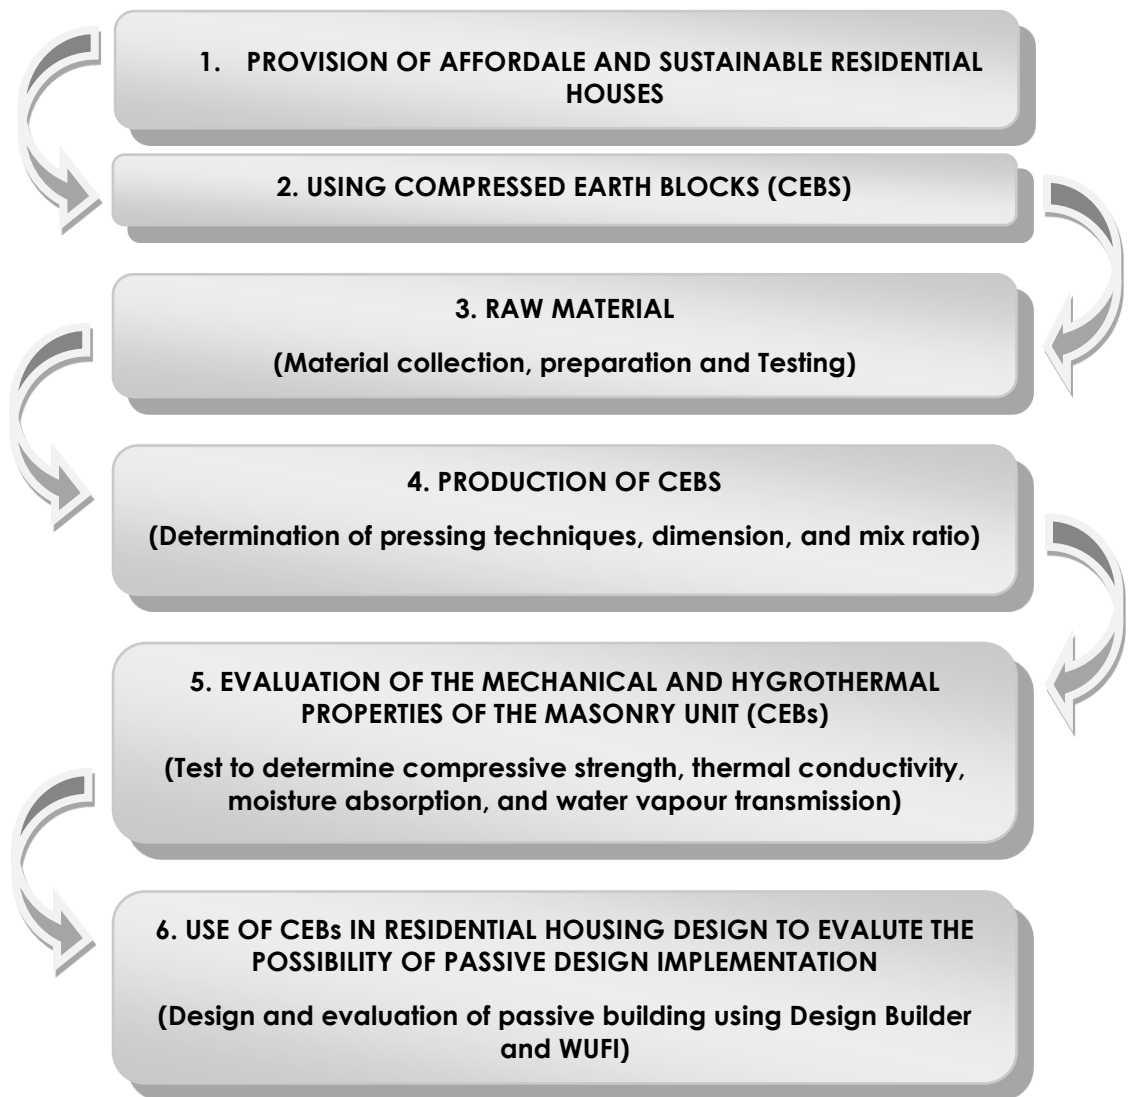 1. PROVISION OF AFFORDALE AND SUSTAINABLE RESIDENTIAL
HOUSES
2. USING COMPRESSED EARTH BLOCKS (CEBS)
3. RAW MATERIAL
(Material collection, preparation and Testing)
4. PRODUCTION OF CEBS
(Determination of pressing techniques, dimension, and mix ratio)
5. EVALUATION OF THE MECHANICAL AND HYGROTHERMAL
PROPERTIES OF THE MASONRY UNIT (CEBs)
(Test to determine compressive strength, thermal conductivity,
moisture absorption, and water vapour transmission)
6. USE OF CEBs IN RESIDENTIAL HOUSING DESIGN TO EVALUTE THE
POSSIBILITY OF PASSIVE DESIGN IMPLEMENTATION
(Design and evaluation of passive building using Design Builder
and WUFI)